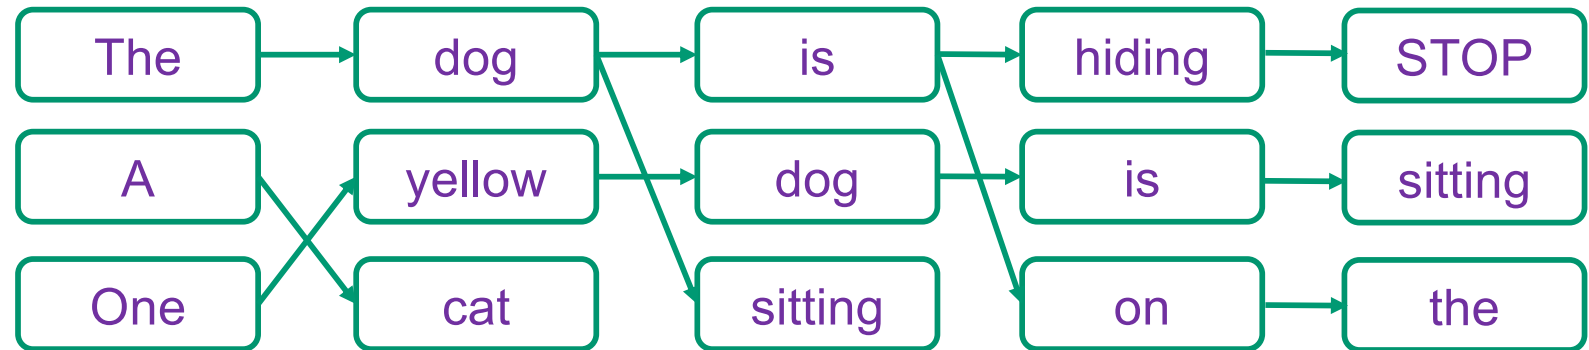 The dog is hiding STOP
A yellow dog is sitting
One cat sitting on the